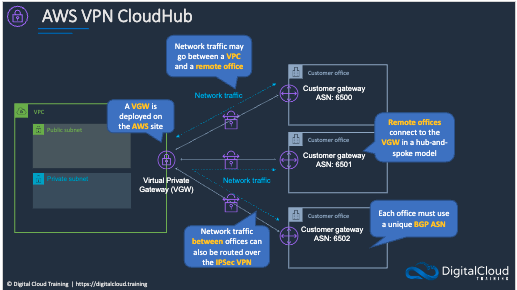 AWS VPN CloudHub
Network traffic may
go between a VPC
and a remote office
Customer office
Customer gateway
ASN: 6500
Network traffic
A VGW is
deployed on
the AWS site
VPC
Public subnet
Private subnet
Virtual Private
Gateway (VGW)
Customer office
Customer gateway
ASN: 6501
Network traffic
Remote offices
connect to the
VGW in a hub-and-
spoke model
Customer office
Customer gateway
ASN: 6502
Network traffic
between offices can
also be routed over
the IPSec VPN
Each office must use
a unique BGP ASN
© Digital Cloud Training | https://digitalcloud.training
DigitalCloud
TRAINING